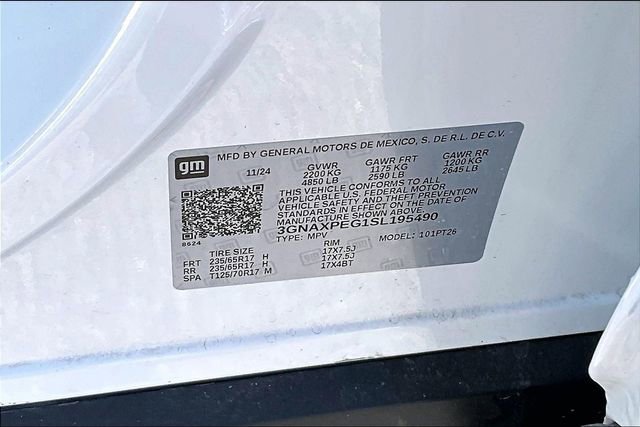 gm MFD BY GENERAL MOTORS DE MEXICO, S. DE R.L. DE C.V.
11/24 GVWR GAWR FRT GAWR RR
2200 KG 1175 KG 1200 KG
4850 LB 2590 LB 2645 LB
THIS VEHICLE CONFORMS TO ALL
APPLICABLE U.S. FEDERAL MOTOR
VEHICLE SAFETY AND THEFT PREVENTION
STANDARDS IN EFFECT ON THE DATE OF
MANUFACTURE SHOWN ABOVE.
3GNAXPEG1SL195490
8624 TYPE: MPV MODEL: 101PT26
TIRE SIZE RIM
FRT 235/65R17 H 17X7.5J
RR 235/65R17 H 17X7.5J
SPA T125/70R17 M 17X4BT